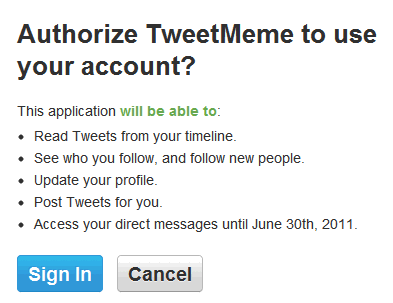 Authorize TweetMeme to use
your account?
This application will be able to:
• Read Tweets from your timeline.
• See who you follow, and follow new people.
• Update your profile.
• Post Tweets for you.
• Access your direct messages until June 30th, 2011.
Sign In Cancel